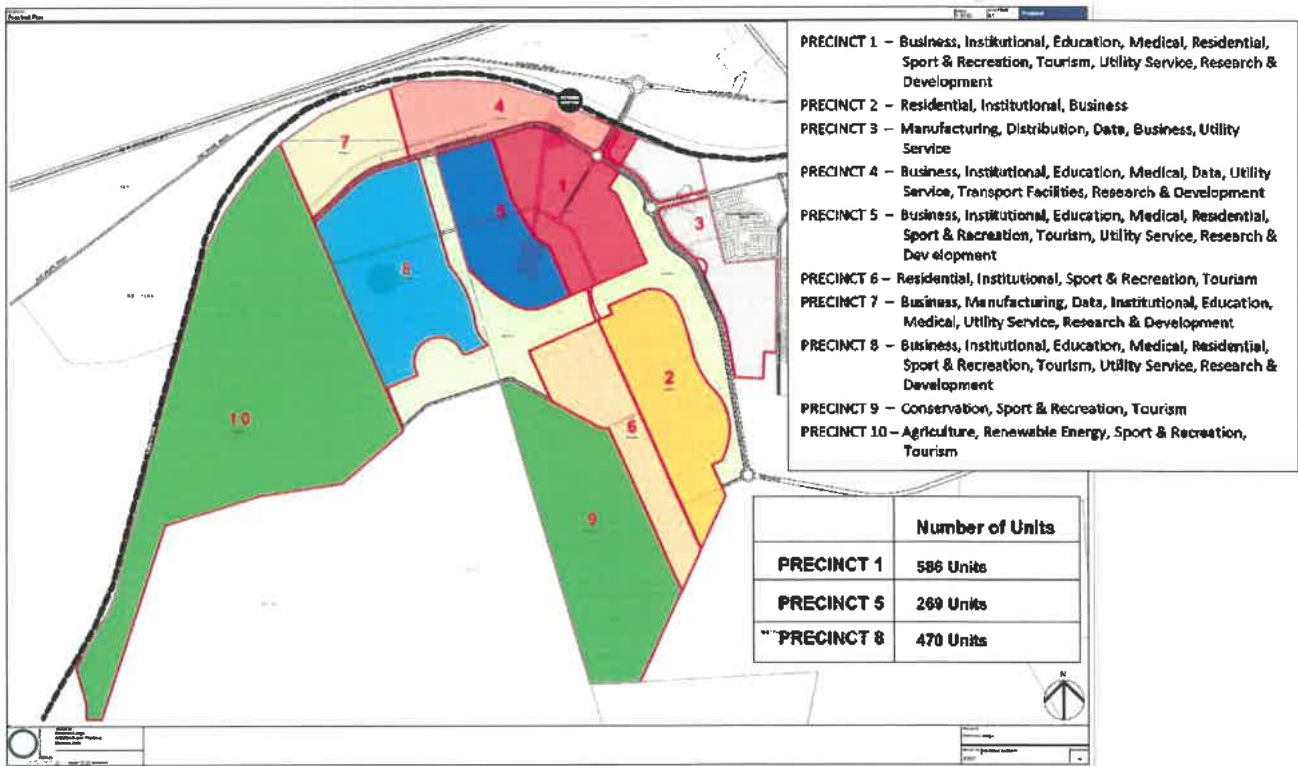 Precinct Plan
PRECINCT 1 – Business, Institutional, Education, Medical, Residential,
Sport & Recreation, Tourism, Utility Service, Research &
Development
PRECINCT 2 – Residential, Institutional, Business
PRECINCT 3 – Manufacturing, Distribution, Data, Business, Utility
Service
PRECINCT 4 – Business, Institutional, Education, Medical, Data, Utility
Service, Transport Facilities, Research & Development
PRECINCT 5 – Business, Institutional, Education, Medical, Residential,
Sport & Recreation, Tourism, Utility Service, Research &
Dev elopment
PRECINCT 6 – Residential, Institutional, Sport & Recreation, Tourism
PRECINCT 7 – Business, Manufacturing, Data, Institutional, Education,
Medical, Utility Service, Research & Development
PRECINCT 8 – Business, Institutional, Education, Medical, Residential,
Sport & Recreation, Tourism, Utility Service, Research &
Development
PRECINCT 9 – Conservation, Sport & Recreation, Tourism
PRECINCT 10 – Agriculture, Renewable Energy, Sport & Recreation,
Tourism
4
7
1
5
3
8
2
10
6
9
Number of Units
PRECINCT 1 586 Units
PRECINCT 5 269 Units
PRECINCT 8 470 Units
N